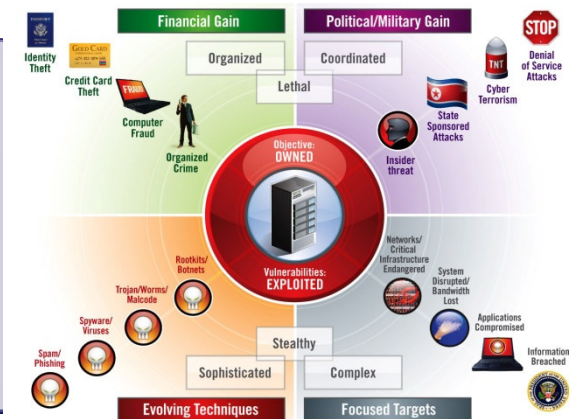 Financial Gain
Political/Military Gain
PASSPORT
Identity
Theft
GOLD CARD
Credit Card
Theft
FRAUD
Computer
Fraud
Organized
Crime
Organized
Coordinated
Lethal
STOP
Denial
of Service
Attacks
TNT
Cyber
Terrorism
State
Sponsored
Attacks
Insider
threat
Objective:
OWNED
Vulnerabilities:
EXPLOITED
Rootkits/
Botnets
Trojan/Worms/
Malcode
Spyware/
Viruses
Spam/
Phishing
Networks/
Critical
Infrastructure
Endangered
System
Disrupted/
Bandwidth
Lost
Applications
Compromised
Information
Breached
Stealthy
Sophisticated
Complex
Evolving Techniques
Focused Targets